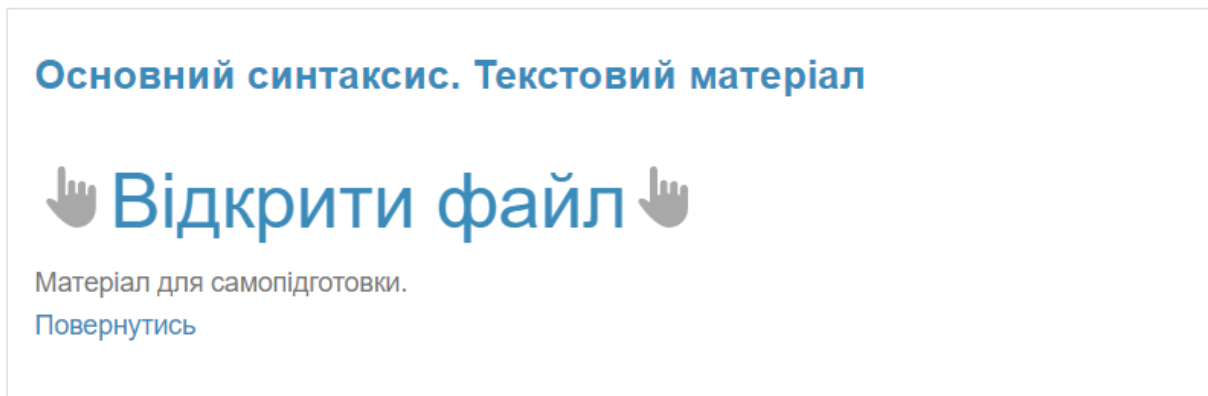 Основний синтаксис. Текстовий матеріал
Відкрити файл
Матеріал для самопідготовки.
Повернутись